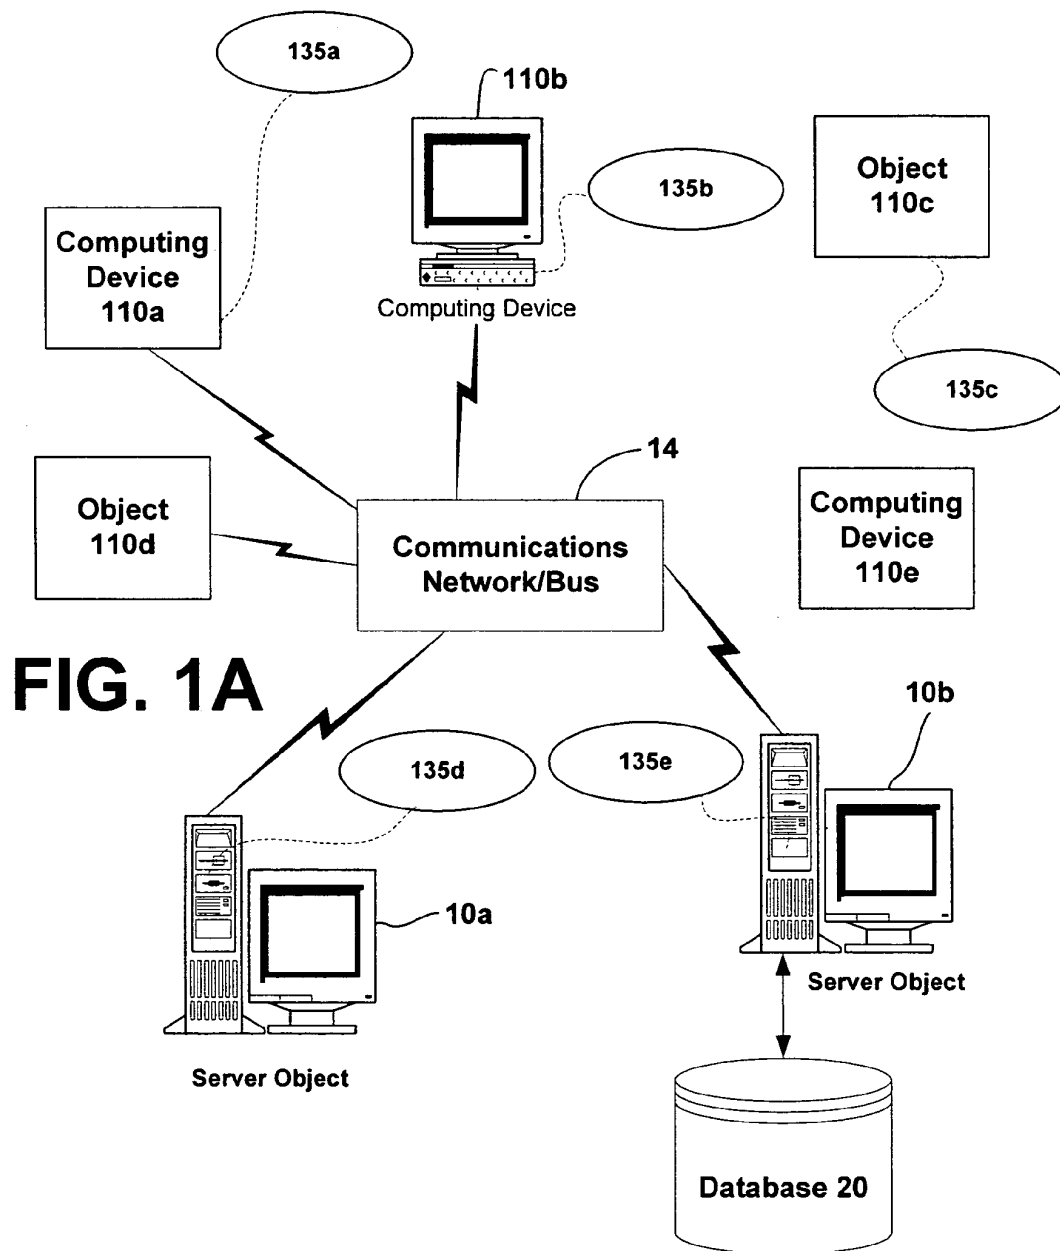 135a
110b
Object
110c
135b
Computing
Device
110a
Computing Device
135c
14
Object
110d
Communications
Network/Bus
Computing
Device
110e
FIG. 1A
10b
135d
135e
10a
Server Object
Server Object
Database 20